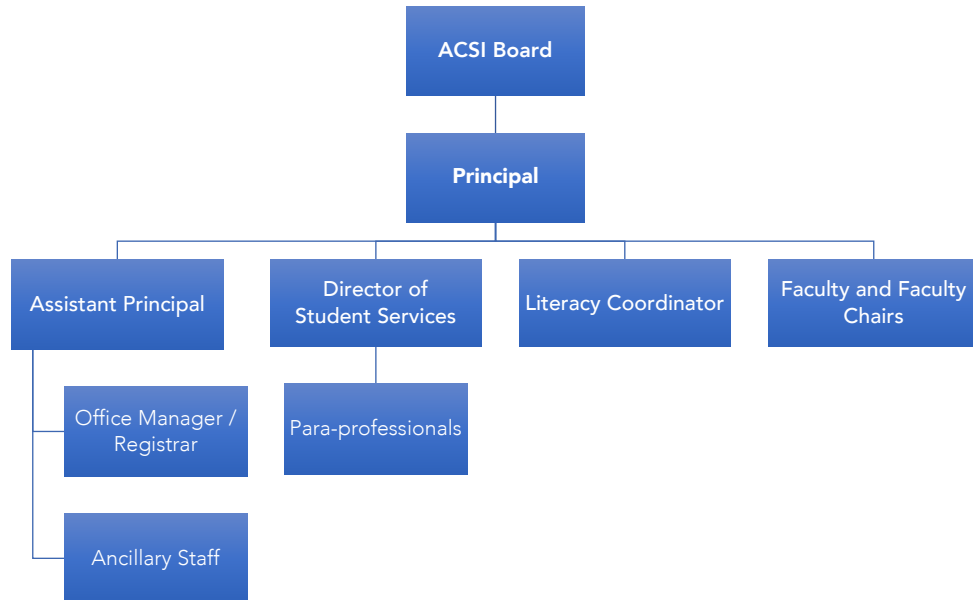 ACSI Board
Principal
Assistant Principal
Director of
Student Services
Literacy Coordinator
Faculty and Faculty
Chairs
Office Manager /
Registrar
Para-professionals
Ancillary Staff